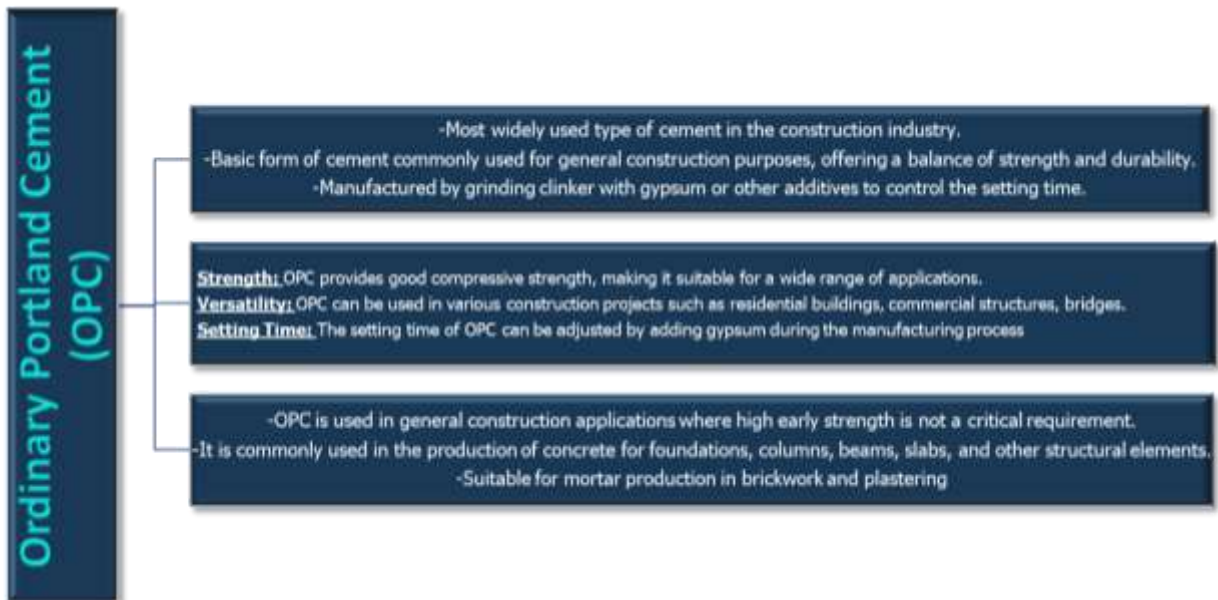 Ordinary Portland Cement
(OPC)
-Most widely used type of cement in the construction industry.
-Basic form of cement commonly used for general construction purposes, offering a balance of strength and durability.
-Manufactured by grinding clinker with gypsum or other additives to control the setting time.
Strength: OPC provides good compressive strength, making it suitable for a wide range of applications.
Versatility: OPC can be used in various construction projects such as residential buildings, commercial structures, bridges.
Setting Time: The setting time of OPC can be adjusted by adding gypsum during the manufacturing process
-OPC is used in general construction applications where high early strength is not a critical requirement.
-It is commonly used in the production of concrete for foundations, columns, beams, slabs, and other structural elements.
-Suitable for mortar production in brickwork and plastering